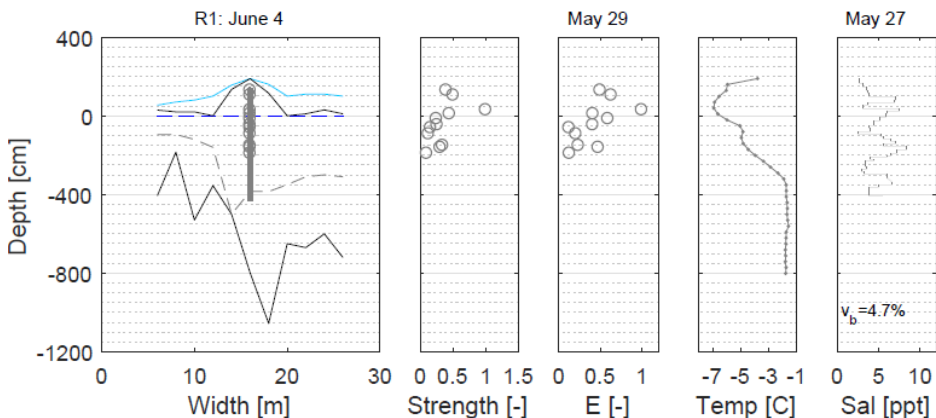 R1: June 4
May 29
May 27
400
0
-400
-800
-1200
Depth [cm]
0 10 20 30
Width [m]
0 0.5 1 1.5
Strength [-]
0 0.5 1
E [-]
-7 -5 -3 -1
Temp [C]
v_b=4.7%
0 5 10
Sal [ppt]